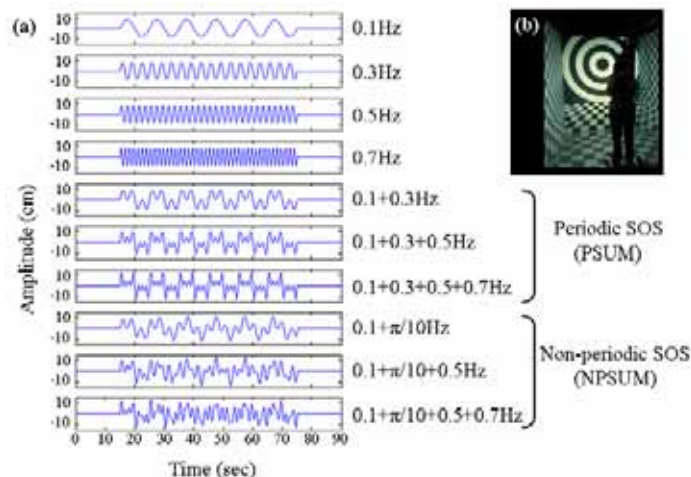 (a)
(b)
10
-10
0.1Hz
10
-10
0.3Hz
10
-10
0.5Hz
10
-10
0.7Hz
10
-10
0.1+0.3Hz
10
-10
0.1+0.3+0.5Hz
10
-10
0.1+0.3+0.5+0.7Hz
10
-10
0.1+π/10Hz
10
-10
0.1+π/10+0.5Hz
10
-10
0.1+π/10+0.5+0.7Hz
Amplitude (cm)
Periodic SOS
(PSUM)
Non-periodic SOS
(NPSUM)
0 10 20 30 40 50 60 70 80 90
Time (sec)